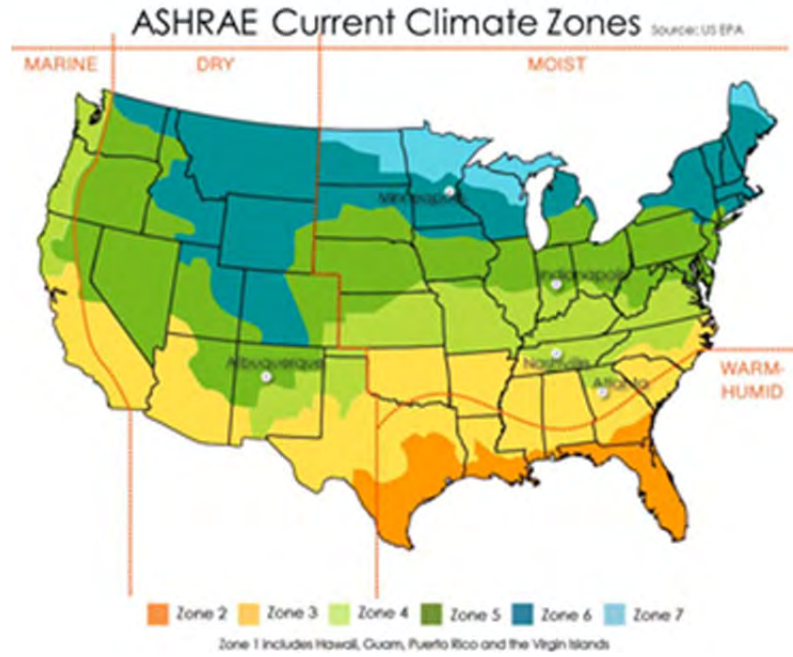 ASHRAE Current Climate Zones Source: US EPA
MARINE DRY MOIST
Minneapolis
Indianapolis
Nashville
Albuquerque
Atlanta
WARM-
HUMID
Zone 2 Zone 3 Zone 4 Zone 5 Zone 6 Zone 7
Zone 1 includes Hawaii, Guam, Puerto Rico and the Virgin Islands